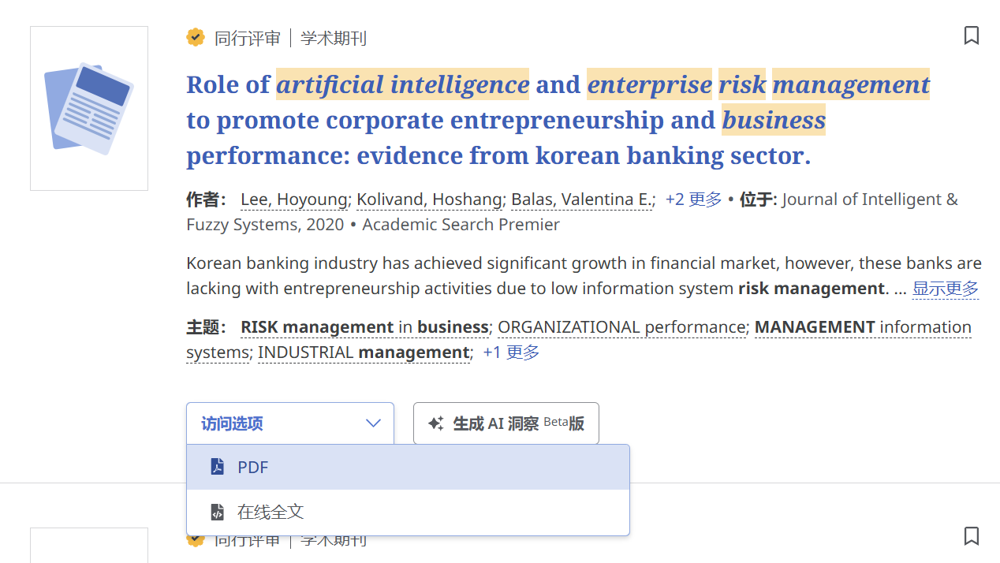 同行评审 | 学术期刊
Role of artificial intelligence and enterprise risk management
to promote corporate entrepreneurship and business
performance: evidence from korean banking sector.
作者： Lee, Hoyoung; Kolivand, Hoshang; Balas, Valentina E.; +2 更多 • 位于: Journal of Intelligent &
Fuzzy Systems, 2020 • Academic Search Premier
Korean banking industry has achieved significant growth in financial market, however, these banks are
lacking with entrepreneurship activities due to low information system risk management. ... 显示更多
主题： RISK management in business; ORGANIZATIONAL performance; MANAGEMENT information
systems; INDUSTRIAL management; +1 更多
访问选项
生成 AI 洞察 Beta版
PDF
在线全文
同行评审 | 学术期刊